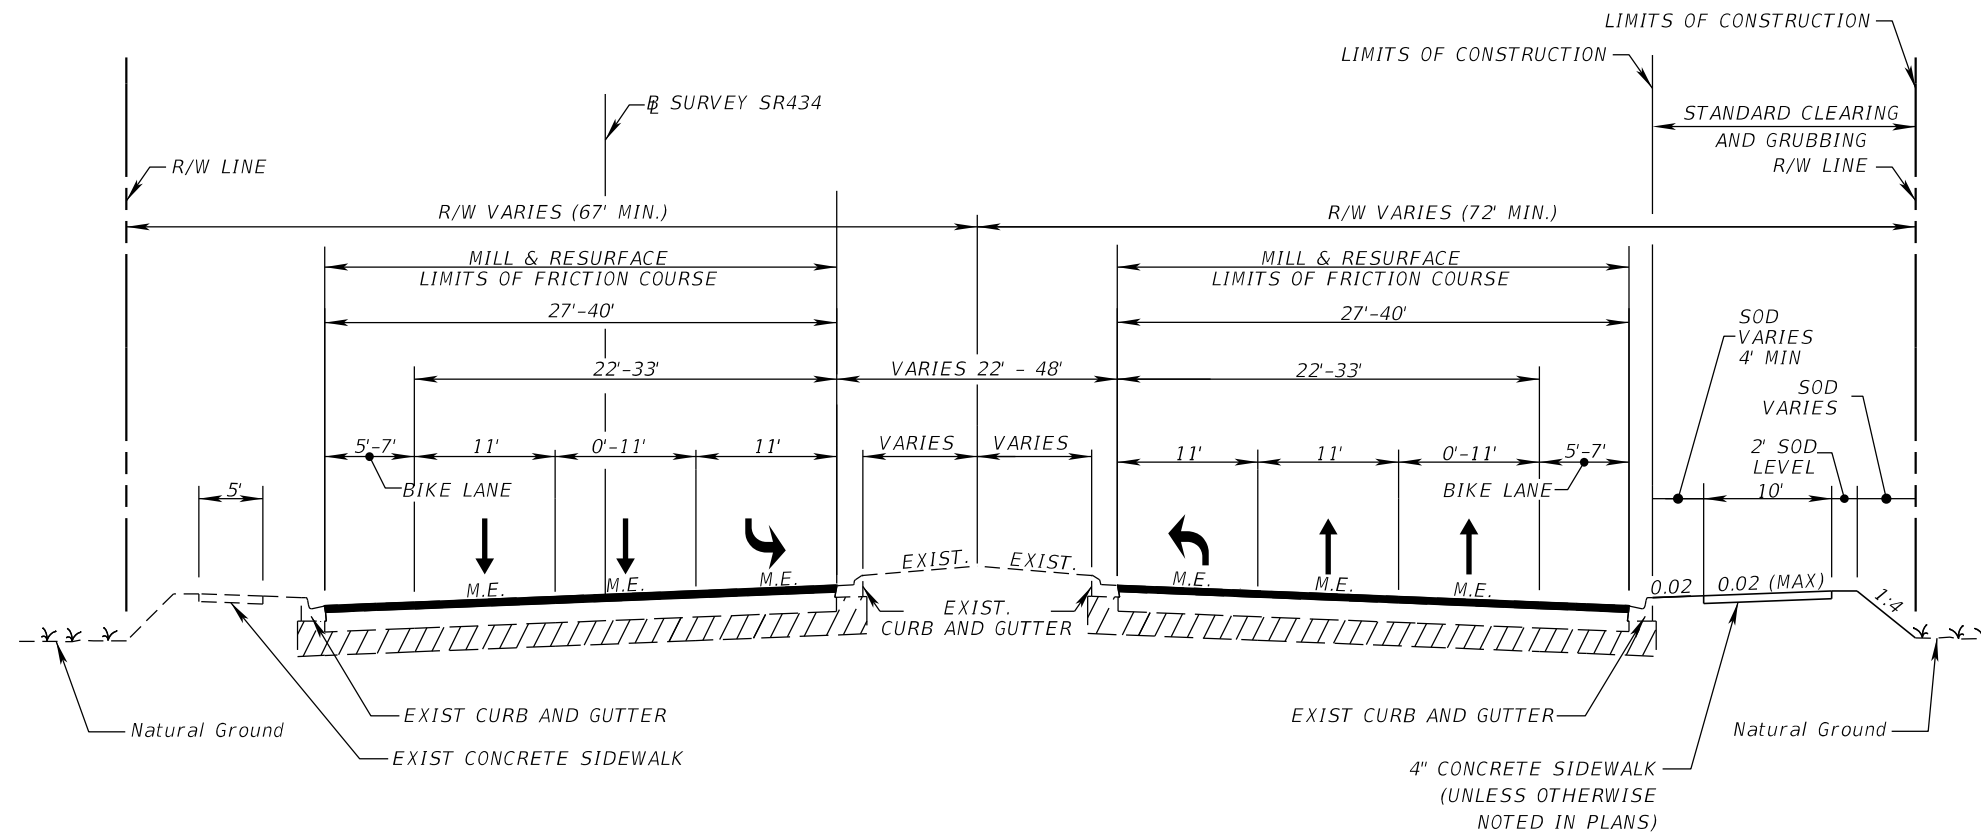 LIMITS OF CONSTRUCTION
LIMITS OF CONSTRUCTION
B SURVEY SR434
L
STANDARD CLEARING
AND GRUBBING
R/W LINE
R/W LINE
R/W VARIES (67' MIN.)
R/W VARIES (72' MIN.)
MILL & RESURFACE
LIMITS OF FRICTION COURSE
MILL & RESURFACE
LIMITS OF FRICTION COURSE
27'-40'
27'-40'
SOD
VARIES
4' MIN
22'-33'
VARIES 22' - 48'
22'-33'
SOD
VARIES
5'-7'
11'
0'-11'
11'
VARIES
VARIES
11'
11'
0'-11'
5'-7'
2' SOD
LEVEL
5'
BIKE LANE
BIKE LANE
10'
EXIST.
EXIST.
M.E.
M.E.
M.E.
M.E.
M.E.
M.E.
0.02
0.02 (MAX)
1:4
EXIST.
CURB AND GUTTER
EXIST CURB AND GUTTER
EXIST CURB AND GUTTER
Natural Ground
Natural Ground
EXIST CONCRETE SIDEWALK
4" CONCRETE SIDEWALK
(UNLESS OTHERWISE
NOTED IN PLANS)